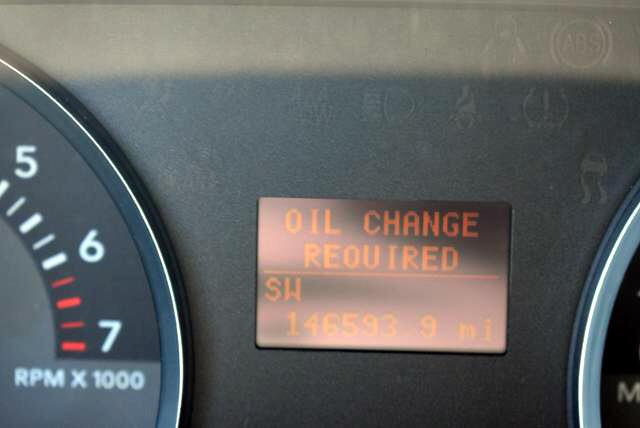 ABS
5
6
7
RPM X 1000
OIL CHANGE
REQUIRED
SW
146593.9 mi
M